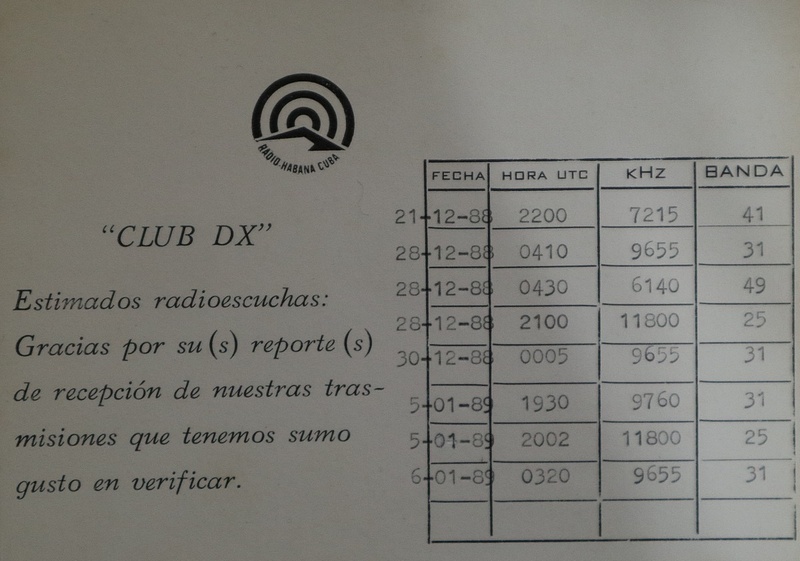 RADIO HABANA CUBA
"CLUB DX"
Estimados radioescuchas:
Gracias por su(s) reporte(s)
de recepción de nuestras tras-
misiones que tenemos sumo
gusto en verificar.
FECHA HORA UTC KHZ BANDA
21-12-88 2200 7215 41
28-12-88 0410 9655 31
28-12-88 0430 6140 49
28-12-88 2100 11800 25
30-12-88 0005 9655 31
5-01-89 1930 9760 31
5-01-89 2002 11800 25
6-01-89 0320 9655 31